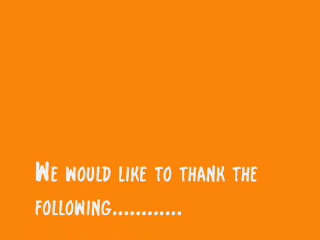 We would like to thank the
following............